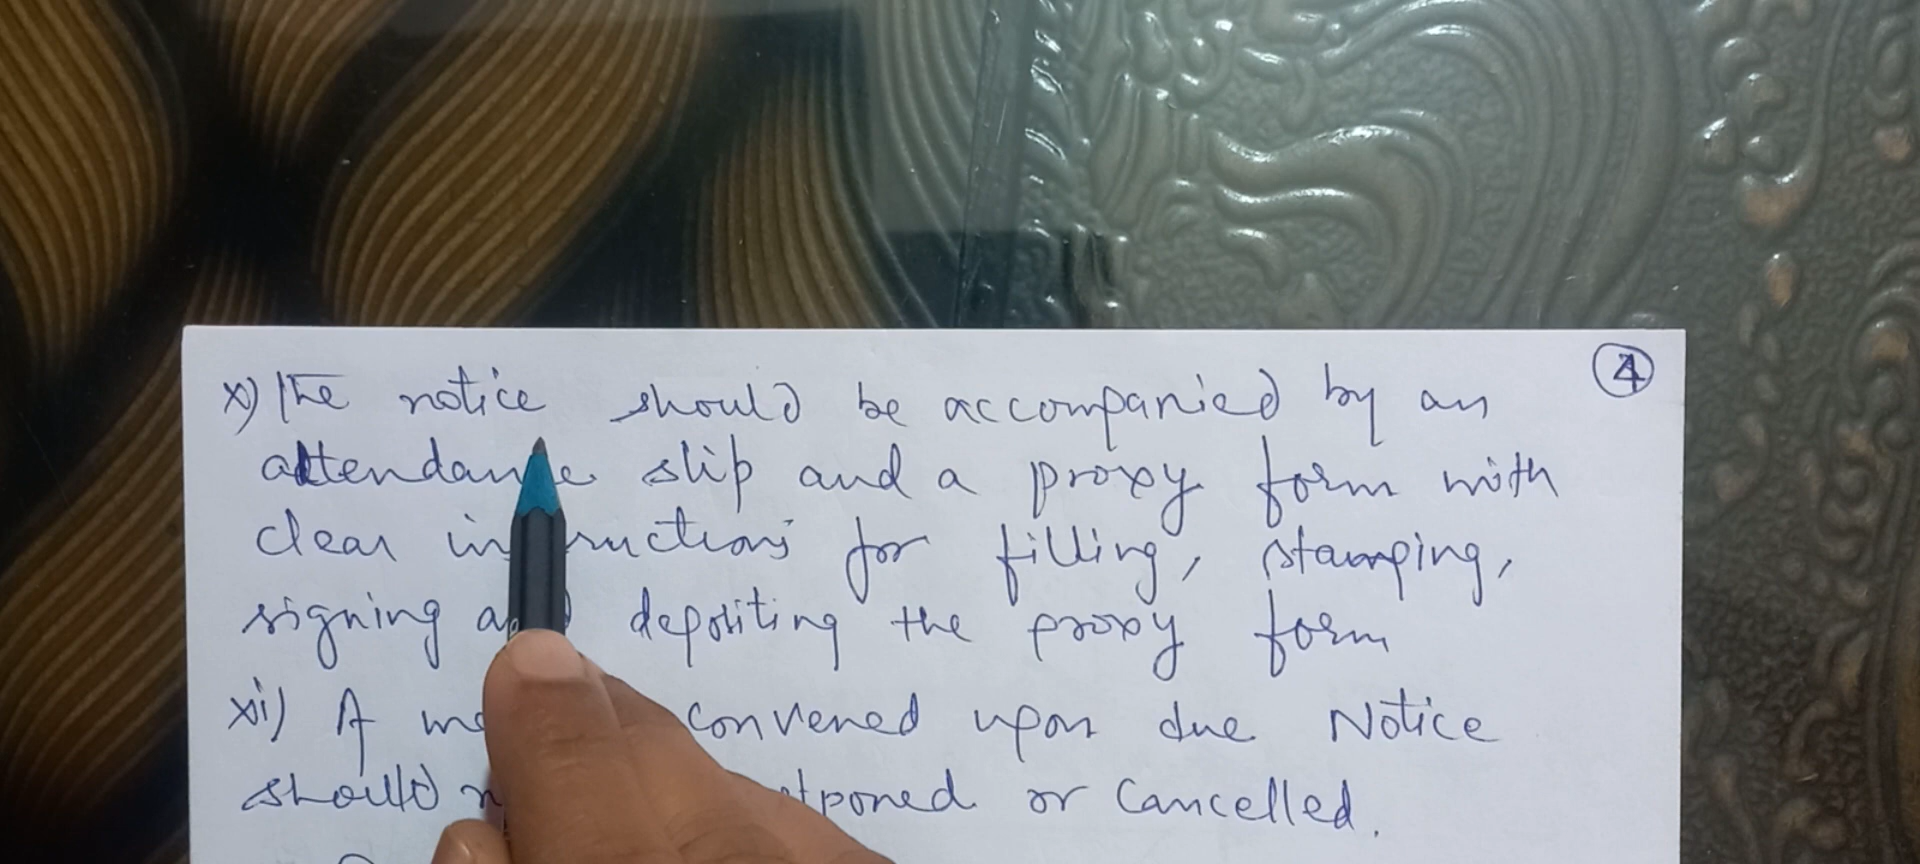 ④
x) The notice should be accompanied by an
attendance slip and a proxy form with
clear instructions for filling, stamping,
signing and depositing the proxy form
xi) A convened upon due Notice
should or cancelled.